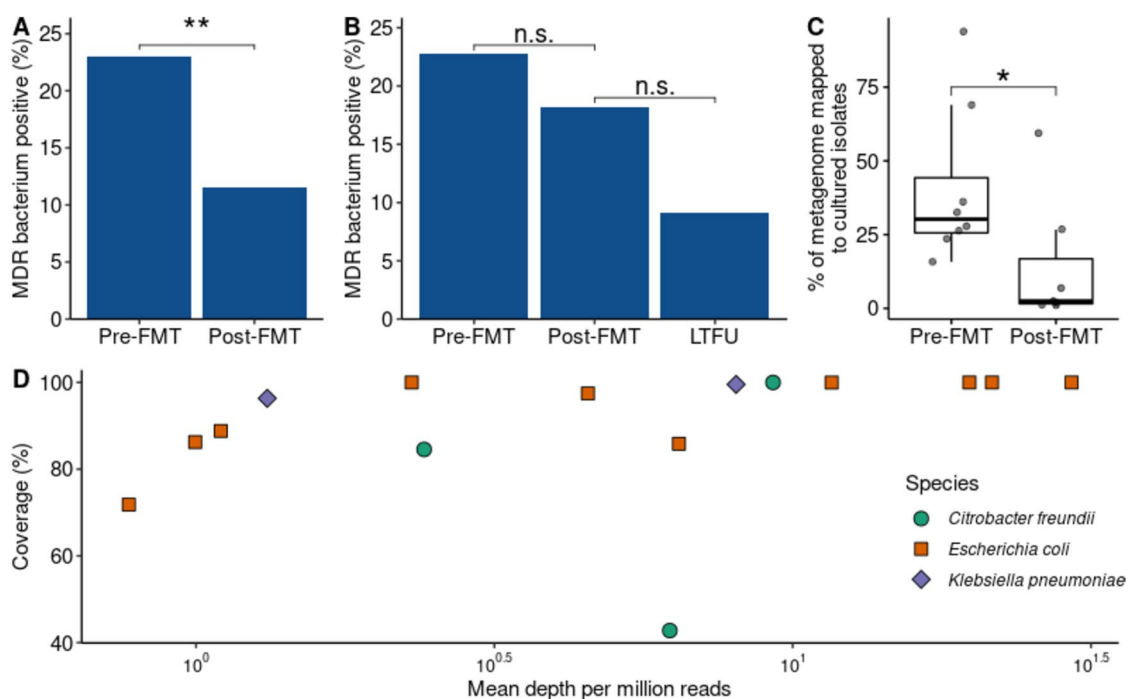 A
MDR bacterium positive (%)
25
20
15
10
5
0
**
Pre-FMT
Post-FMT
B
MDR bacterium positive (%)
25
20
15
10
5
0
n.s.
n.s.
Pre-FMT
Post-FMT
LTFU
C
% of metagenome mapped
to cultured isolates
75
50
25
0
*
Pre-FMT
Post-FMT
D
Coverage (%)
100
80
60
40
Species
Citrobacter freundii
Escherichia coli
Klebsiella pneumoniae
10^0
10^0.5
10^1
10^1.5
Mean depth per million reads